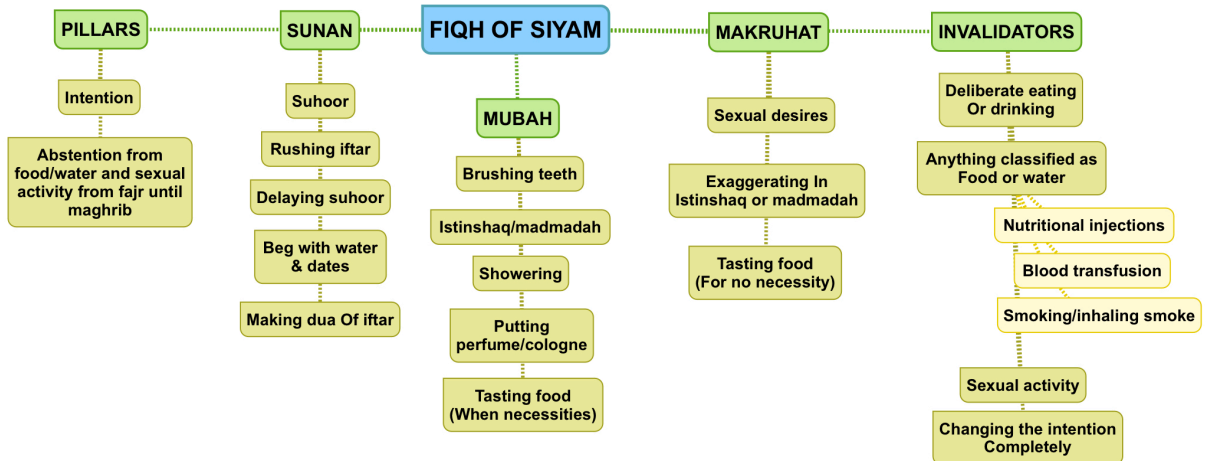 FIQH OF SIYAM
PILLARS
Intention
Abstention from
food/water and sexual
activity from fajr until
maghrib
SUNAN
Suhoor
Rushing iftar
Delaying suhoor
Beg with water
& dates
Making dua Of iftar
MUBAH
Brushing teeth
Istinshaq/madmadah
Showering
Putting
perfume/cologne
Tasting food
(When necessities)
MAKRUHAT
Sexual desires
Exaggerating In
Istinshaq or madmadah
Tasting food
(For no necessity)
INVALIDATORS
Deliberate eating
Or drinking
Anything classified as
Food or water
Nutritional injections
Blood transfusion
Smoking/inhaling smoke
Sexual activity
Changing the intention
Completely